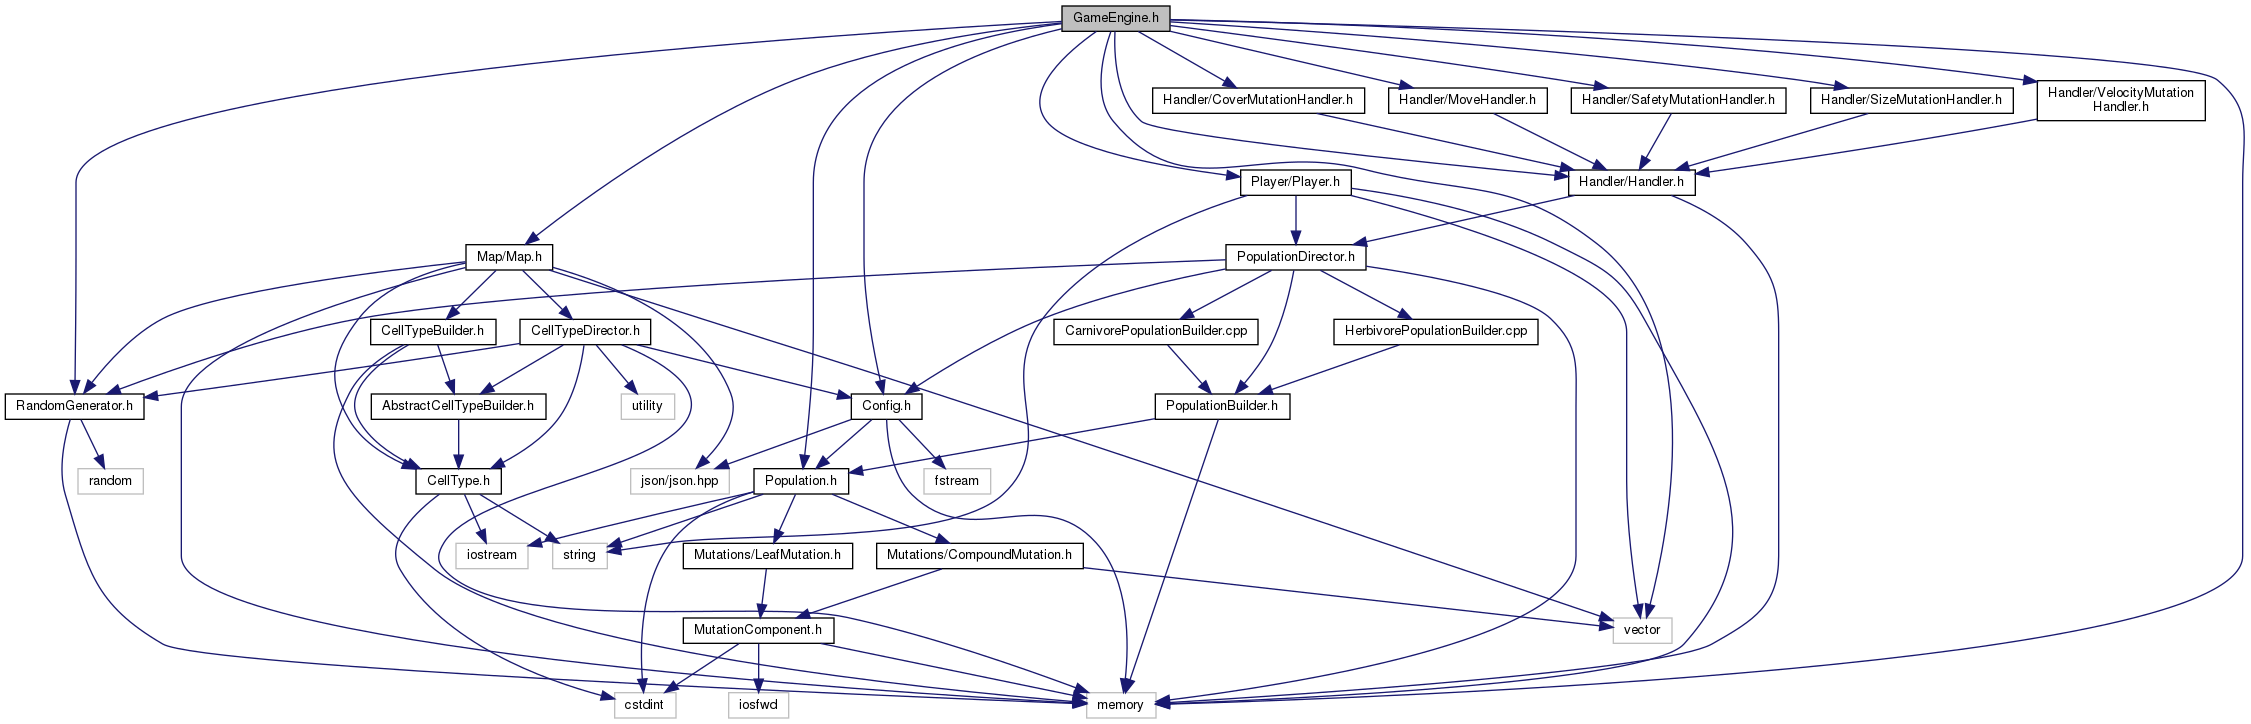 GameEngine.h
Handler/CoverMutationHandler.h
Handler/MoveHandler.h
Handler/SafetyMutationHandler.h
Handler/SizeMutationHandler.h
Handler/VelocityMutation
Handler.h
Player/Player.h
Handler/Handler.h
Map/Map.h
PopulationDirector.h
CellTypeBuilder.h
CellTypeDirector.h
CarnivorePopulationBuilder.cpp
HerbivorePopulationBuilder.cpp
RandomGenerator.h
AbstractCellTypeBuilder.h
utility
Config.h
PopulationBuilder.h
random
CellType.h
json/json.hpp
Population.h
fstream
iostream
string
Mutations/LeafMutation.h
Mutations/CompoundMutation.h
MutationComponent.h
vector
cstdint
iosfwd
memory